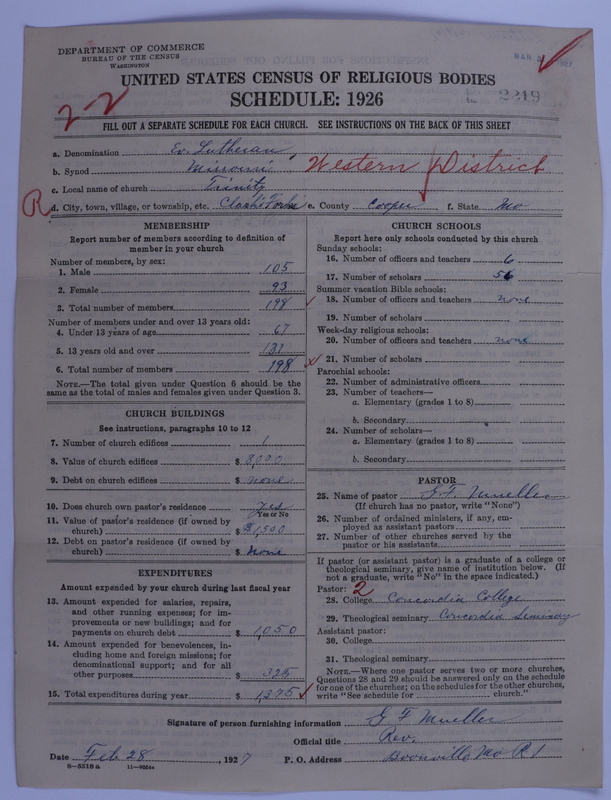 DEPARTMENT OF COMMERCE
BUREAU OF THE CENSUS
WASHINGTON
UNITED STATES CENSUS OF RELIGIOUS BODIES
SCHEDULE: 1926
2219
2-2
FILL OUT A SEPARATE SCHEDULE FOR EACH CHURCH. SEE INSTRUCTIONS ON THE BACK OF THIS SHEET
a. Denomination Ev. Lutheran
b. Synod Missouri Western District
c. Local name of church Trinity
R
d. City, town, village, or township, etc. Clark's Fork e. County Cooper f. State Mo
MEMBERSHIP
Report number of members according to definition of member in your church
Number of members, by sex:
1. Male 105
2. Female 93
3. Total number of members 198
Number of members under and over 13 years old:
4. Under 13 years of age 67
5. 13 years old and over 131
6. Total number of members 198
NOTE.—The total given under Question 6 should be the same as the total of males and females given under Question 3.
CHURCH BUILDINGS
See instructions, paragraphs 10 to 12
7. Number of church edifices 1
8. Value of church edifices $ 8,000
9. Debt on church edifices $ none
10. Does church own pastor's residence yes
Yes or No
11. Value of pastor's residence (if owned by church) $ $1,500
12. Debt on pastor's residence (if owned by church) $ none
EXPENDITURES
Amount expended by your church during last fiscal year
13. Amount expended for salaries, repairs, and other running expenses; for improvements or new buildings; and for payments on church debt $ 1,050
14. Amount expended for benevolences, including home and foreign missions; for denominational support; and for all other purposes $ 325
15. Total expenditures during year $ 1,375
CHURCH SCHOOLS
Report here only schools conducted by this church
Sunday schools:
16. Number of officers and teachers 6
17. Number of scholars 56
Summer vacation Bible schools:
18. Number of officers and teachers none
19. Number of scholars
Week-day religious schools:
20. Number of officers and teachers none
21. Number of scholars
Parochial schools:
22. Number of administrative officers
23. Number of teachers—
a. Elementary (grades 1 to 8)
b. Secondary
24. Number of scholars—
a. Elementary (grades 1 to 8)
b. Secondary
PASTOR
25. Name of pastor G. F. Mueller
(If church has no pastor, write "None")
26. Number of ordained ministers, if any, employed as assistant pastors
27. Number of other churches served by the pastor or his assistants
If pastor (or assistant pastor) is a graduate of a college or theological seminary, give name of institution below. (If not a graduate, write "No" in the space indicated.)
Pastor: 2
28. College Concordia College
29. Theological seminary Concordia Seminary
Assistant pastor:
30. College
31. Theological seminary
NOTE.—Where one pastor serves two or more churches, Questions 28 and 29 should be answered only on the schedule for one of the churches; on the schedules for the other churches, write "See schedule for church."
Signature of person furnishing information G F Mueller
Official title Rev.
Date Feb 28, 1927 P. O. Address Boonville Mo R 1
8-5318 a